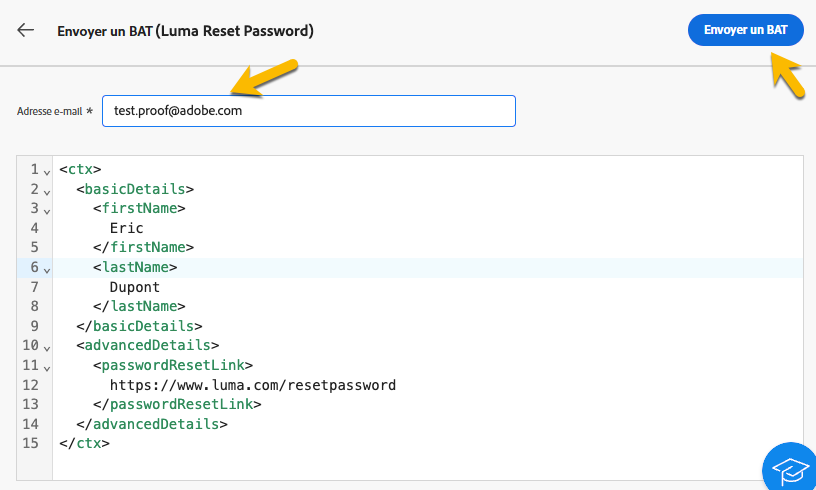 Envoyer un BAT (Luma Reset Password)
Envoyer un BAT
Adresse e-mail *
test.proof@adobe.com
1 <ctx>
2 <basicDetails>
3 <firstName>
4 Eric
5 </firstName>
6 <lastName>
7 Dupont
8 </lastName>
9 </basicDetails>
10 <advancedDetails>
11 <passwordResetLink>
12 https://www.luma.com/resetpassword
13 </passwordResetLink>
14 </advancedDetails>
15 </ctx>